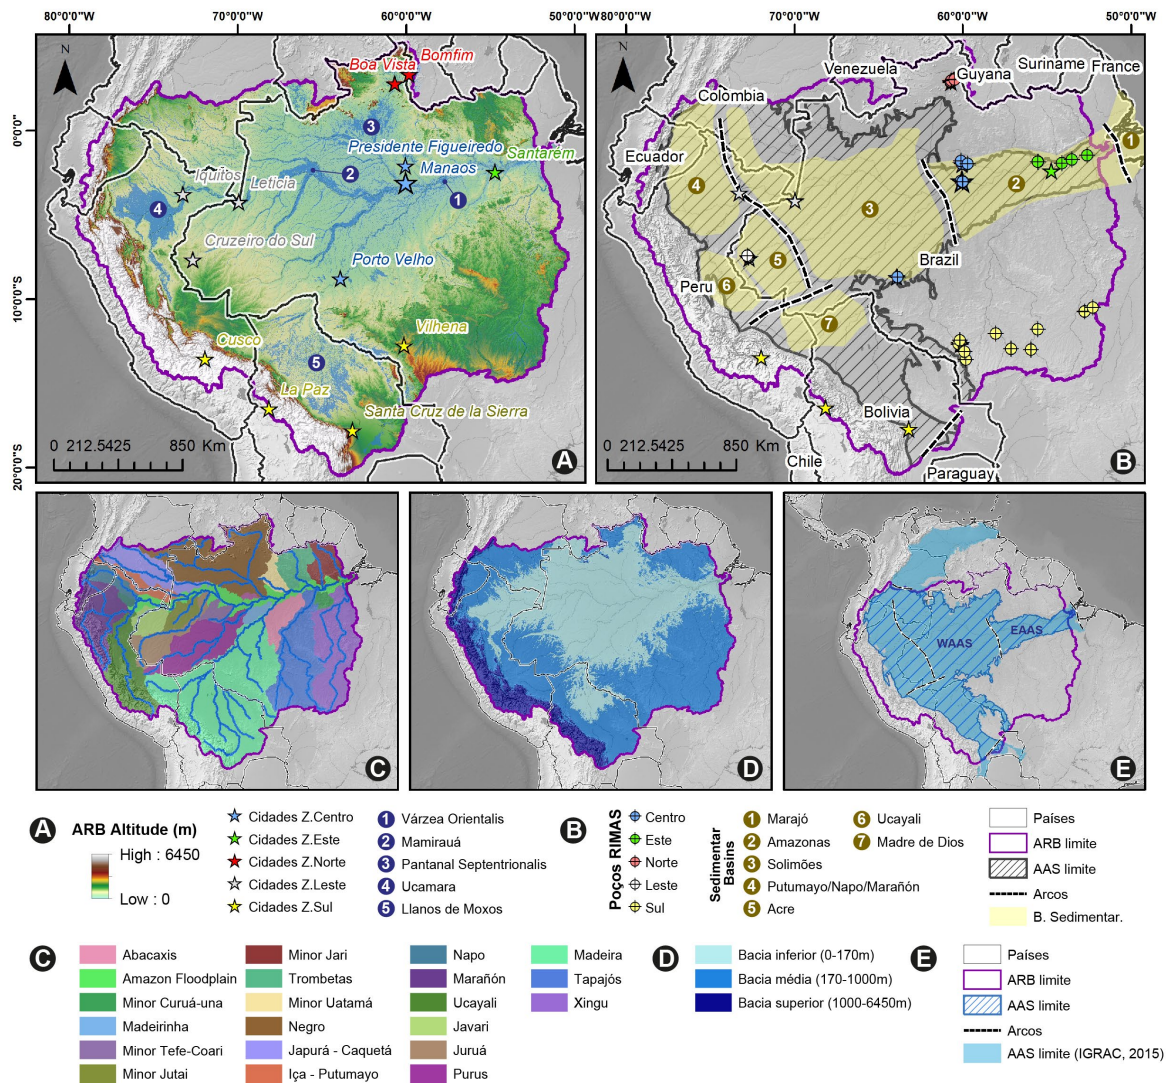 80°0'0"W 70°0'0"W 60°0'0"W 50°0'0"W
80°0'0"W 70°0'0"W 60°0'0"W 50°0'0"W
0°0'0"
10°0'0"S
20°0'0"S
N
Boa Vista
Bomfim
3
Presidente Figueiredo
Manaos
Santarém
Iquitos
Leticia
2
1
4
Cruzeiro do Sul
Porto Velho
Cusco
Vilhena
5
La Paz
Santa Cruz de la Sierra
0 212.5425 850 Km
A
N
Venezuela
Guyana
Suriname
France
Colombia
Ecuador
1
4
2
3
5
Brazil
Peru
6
7
Bolivia
0 212.5425 850 Km
Chile
Paraguay
B
C
D
WAAS
EAAS
E
A
ARB Altitude (m)
High : 6450
Low : 0
Cidades Z.Centro
Cidades Z.Este
Cidades Z.Norte
Cidades Z.Leste
Cidades Z.Sul
1 Várzea Orientalis
2 Mamirauá
3 Pantanal Septentrionalis
4 Ucamara
5 Llanos de Moxos
B
Poços RIMAS
Centro
Este
Norte
Leste
Sul
Sedimentar
Basins
1 Marajó
2 Amazonas
3 Solimões
4 Putumayo/Napo/Marañón
5 Acre
6 Ucayali
7 Madre de Dios
Países
ARB limite
AAS limite
Arcos
B. Sedimentar.
C
Abacaxis
Amazon Floodplain
Minor Curuá-una
Madeirinha
Minor Tefe-Coari
Minor Jutai
Minor Jari
Trombetas
Minor Uatamá
Negro
Japurá - Caquetá
Iça - Putumayo
Napo
Marañón
Ucayali
Javari
Juruá
Purus
Madeira
Tapajós
Xingu
D
Bacia inferior (0-170m)
Bacia média (170-1000m)
Bacia superior (1000-6450m)
E
Países
ARB limite
AAS limite
Arcos
AAS limite (IGRAC, 2015)